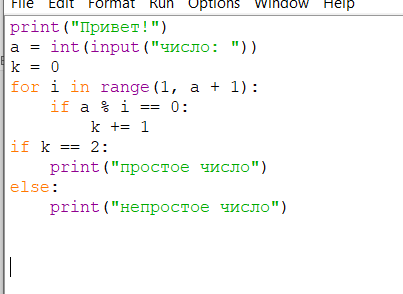 File Edit Format Run Options Window Help
print("Привет!")
a = int(input("число: "))
k = 0
for i in range(1, a + 1):
    if a % i == 0:
        k += 1
if k == 2:
    print("простое число")
else:
    print("непростое число")